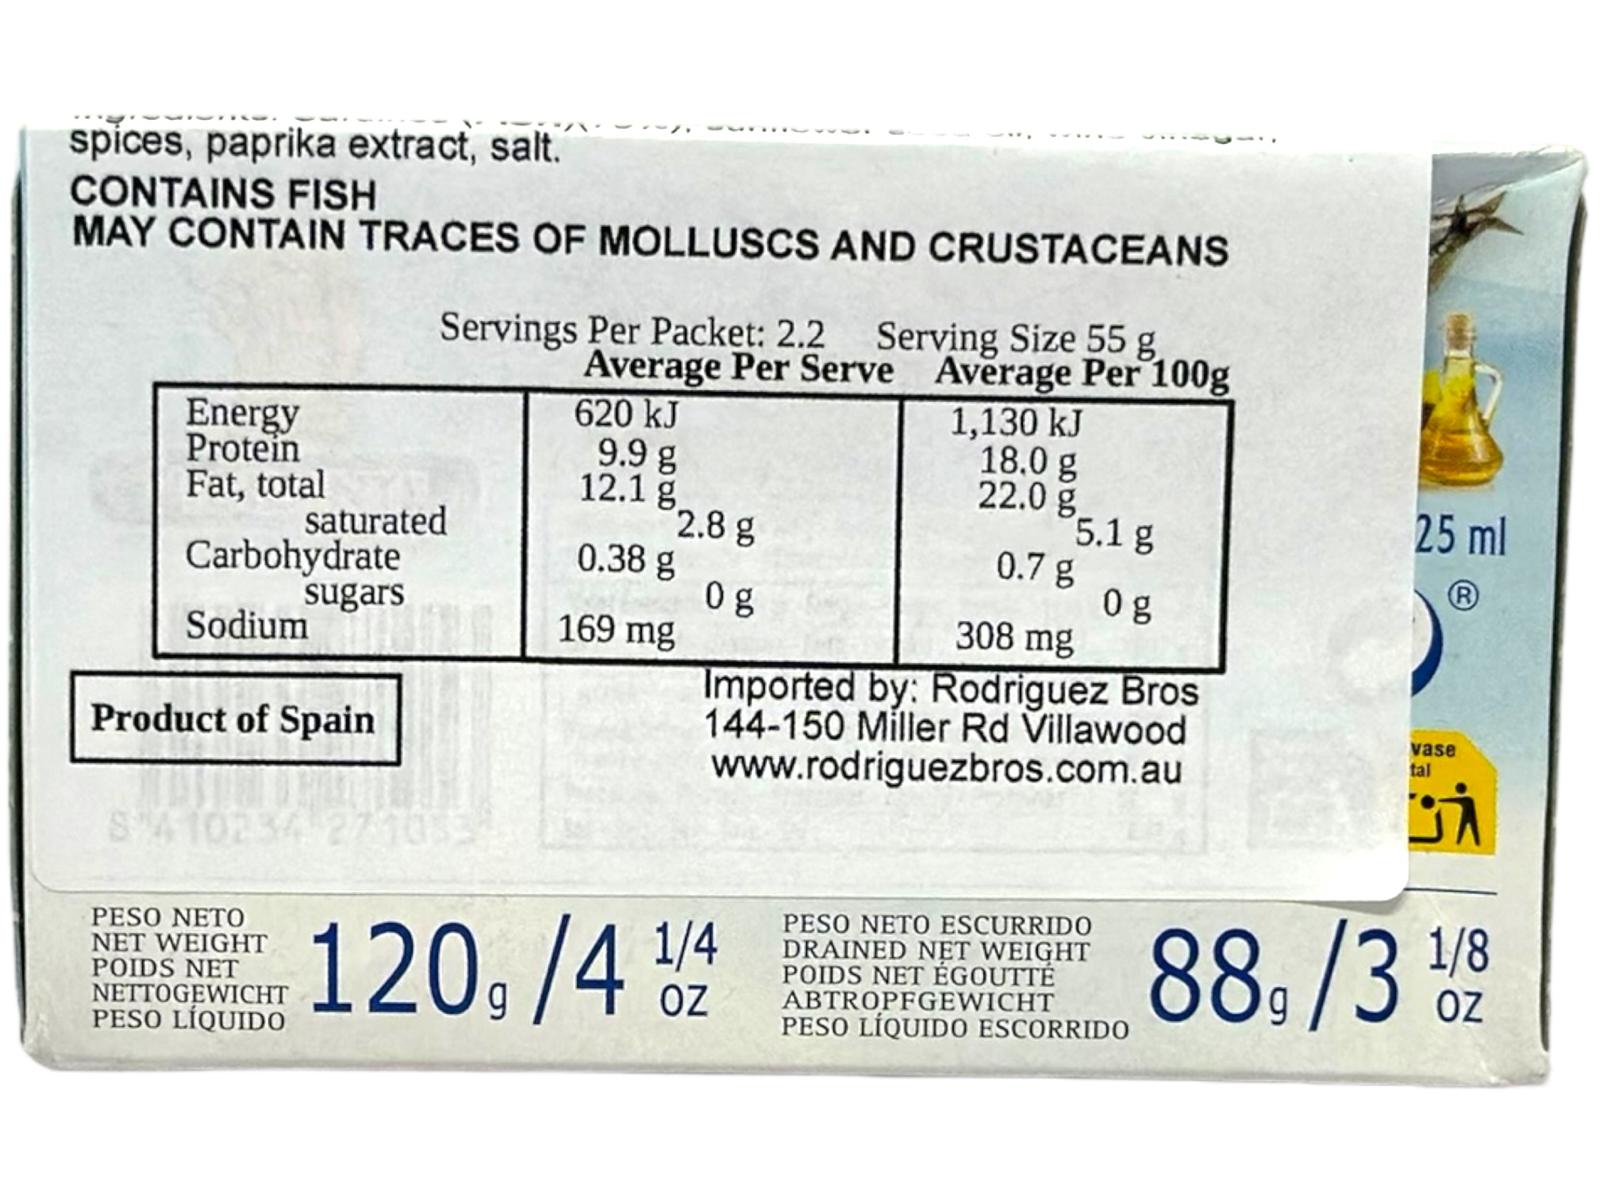 spices, paprika extract, salt.
CONTAINS FISH
MAY CONTAIN TRACES OF MOLLUSCS AND CRUSTACEANS
Servings Per Packet: 2.2 Serving Size 55 g
Average Per Serve Average Per 100g
Energy 620 kJ 1,130 kJ
Protein 9.9 g 18.0 g
Fat, total 12.1 g 22.0 g
saturated 2.8 g 5.1 g
Carbohydrate 0.38 g 0.7 g
sugars 0 g 0 g
Sodium 169 mg 308 mg
Product of Spain
Imported by: Rodriguez Bros
144-150 Miller Rd Villawood
www.rodriguezbros.com.au
25 ml
®
vase
tal
PESO NETO
NET WEIGHT
POIDS NET
NETTOGEWICHT
PESO LÍQUIDO
120g /4 1/4 OZ
PESO NETO ESCURRIDO
DRAINED NET WEIGHT
POIDS NET ÉGOUTTÉ
ABTROPFGEWICHT
PESO LÍQUIDO ESCORRIDO
88g /3 1/8 OZ